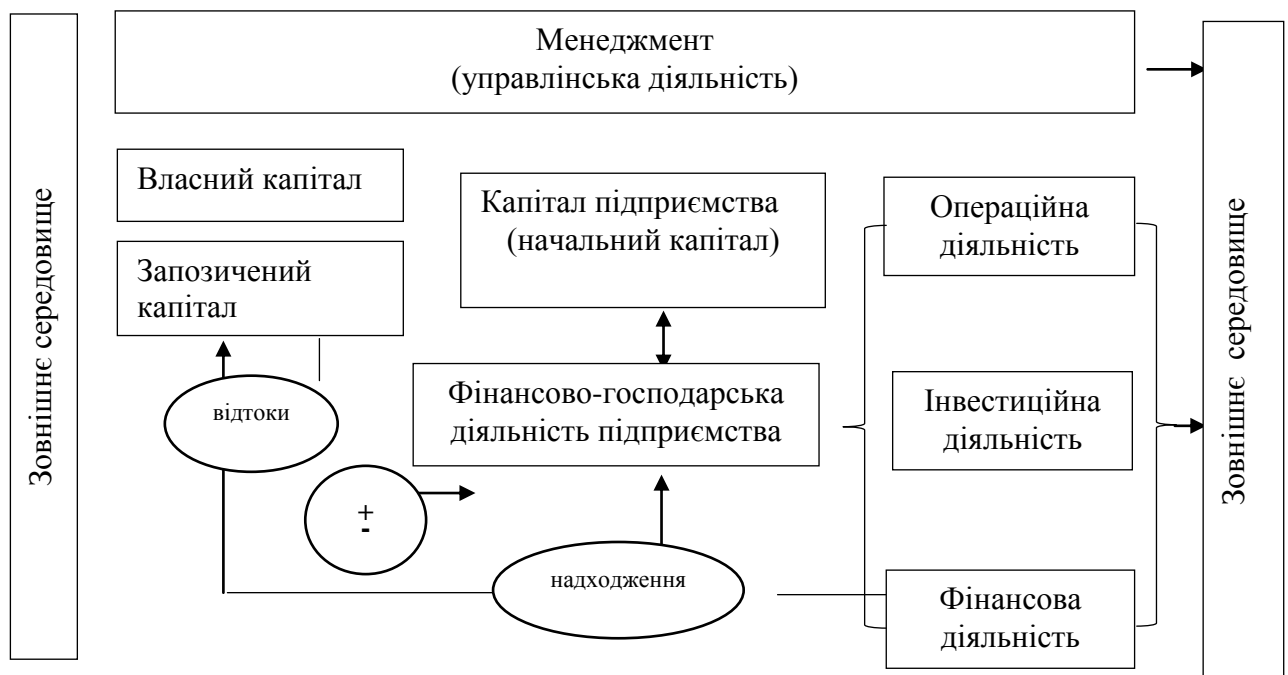 Менеджмент
(управлінська діяльність)
Зовнішнє середовище
Власний капітал
Запозичений
капітал
Капітал підприємства
(начальний капітал)
Операційна
діяльність
Зовнішнє середовище
відтоки
Фінансово-господарська
діяльність підприємства
Інвестиційна
діяльність
+
-
надходження
Фінансова
діяльність